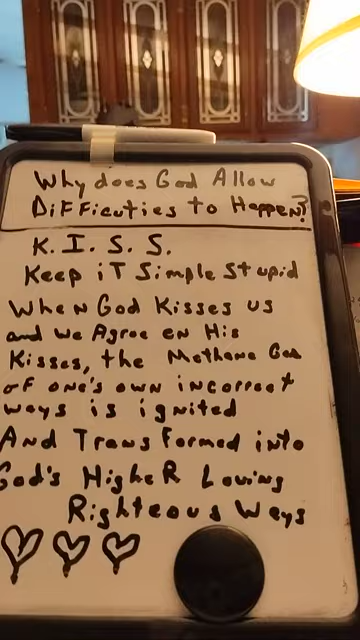 Why does God Allow
DiFFicuties to Happen?
K. I. S. S.
Keep iT Simple Stupid
When God Kisses us
and we Agree en His
Kisses, the Methane Gas
of one's own incorrect
ways is ignited
And Transformed into
God's HigheR Loving
Righteous Ways